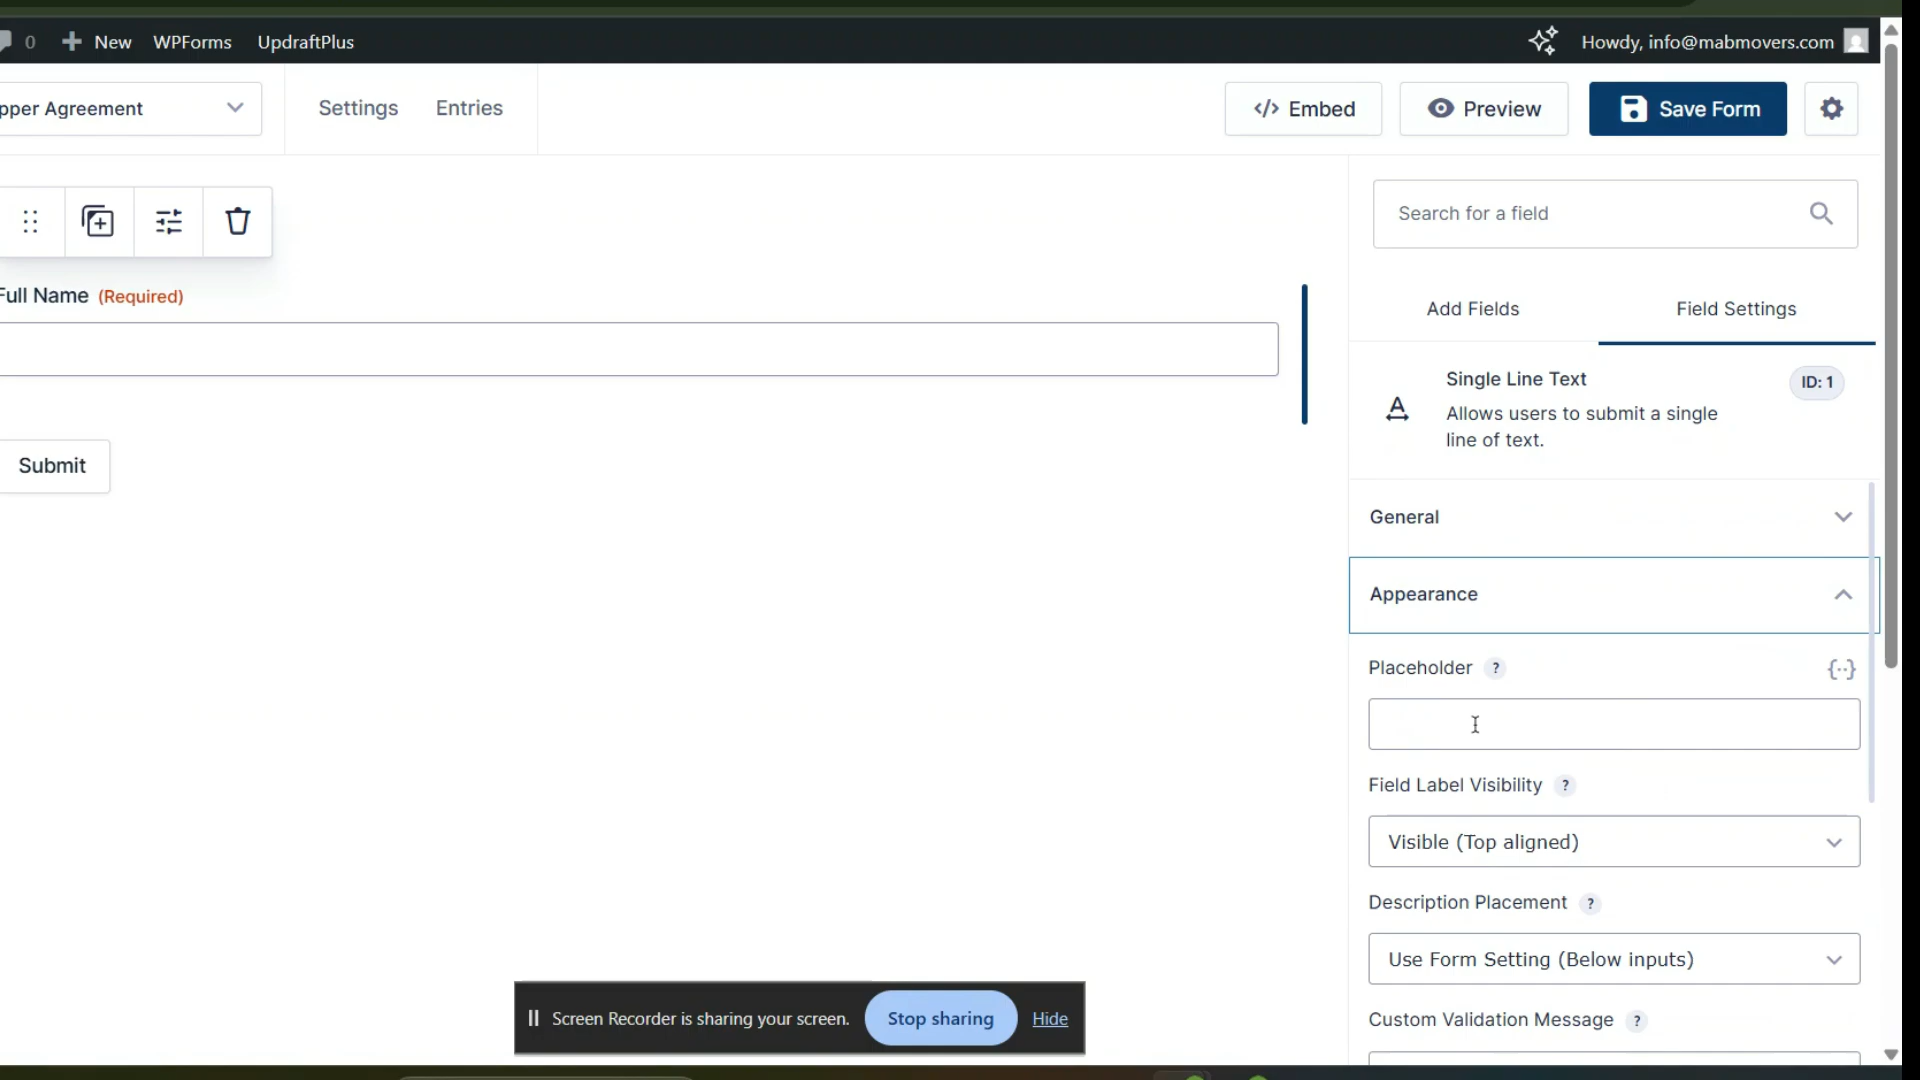 0 New WPForms UpdraftPlus Howdy, info@mabmovers.com
pper Agreement Settings Entries Embed Preview Save Form
Search for a field
Full Name (Required)
Add Fields Field Settings
Single Line Text ID: 1
Allows users to submit a single
line of text.
Submit
General
Appearance
Placeholder ?
Field Label Visibility ?
Visible (Top aligned)
Description Placement ?
Use Form Setting (Below inputs)
Screen Recorder is sharing your screen. Stop sharing Hide
Custom Validation Message ?